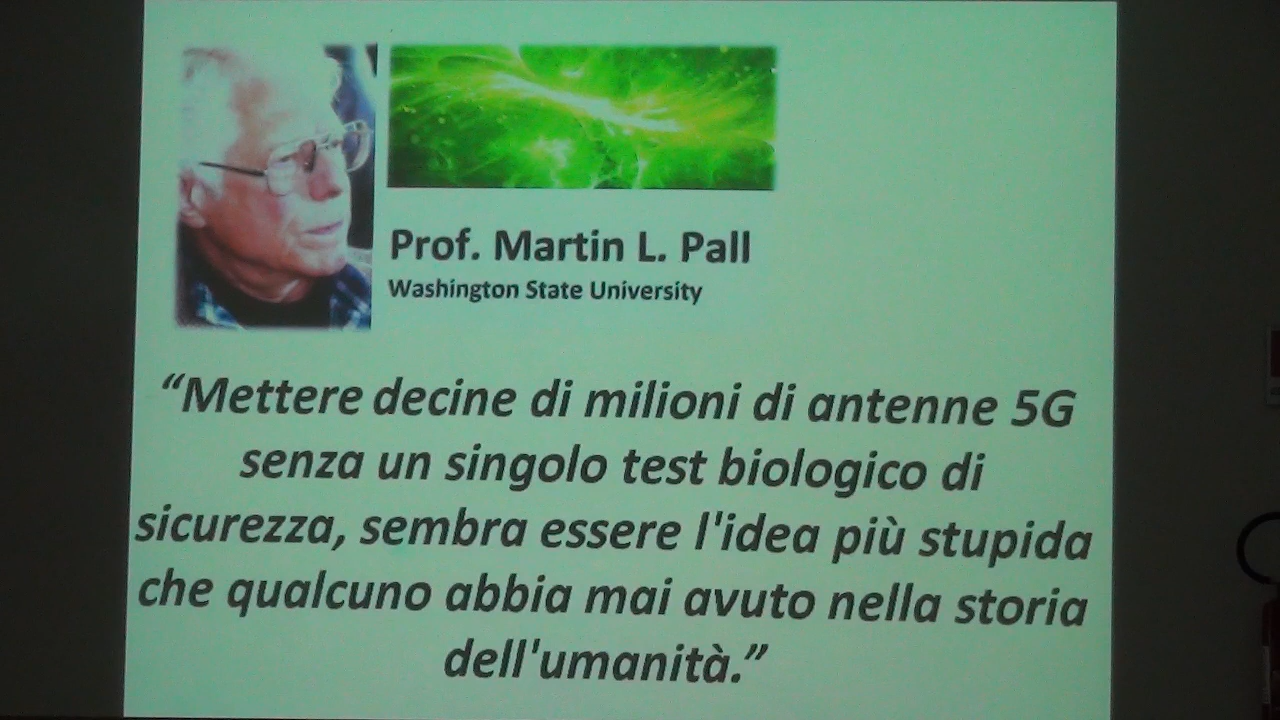 Prof. Martin L. Pall
Washington State University
“Mettere decine di milioni di antenne 5G
senza un singolo test biologico di
sicurezza, sembra essere l'idea più stupida
che qualcuno abbia mai avuto nella storia
dell'umanità.”